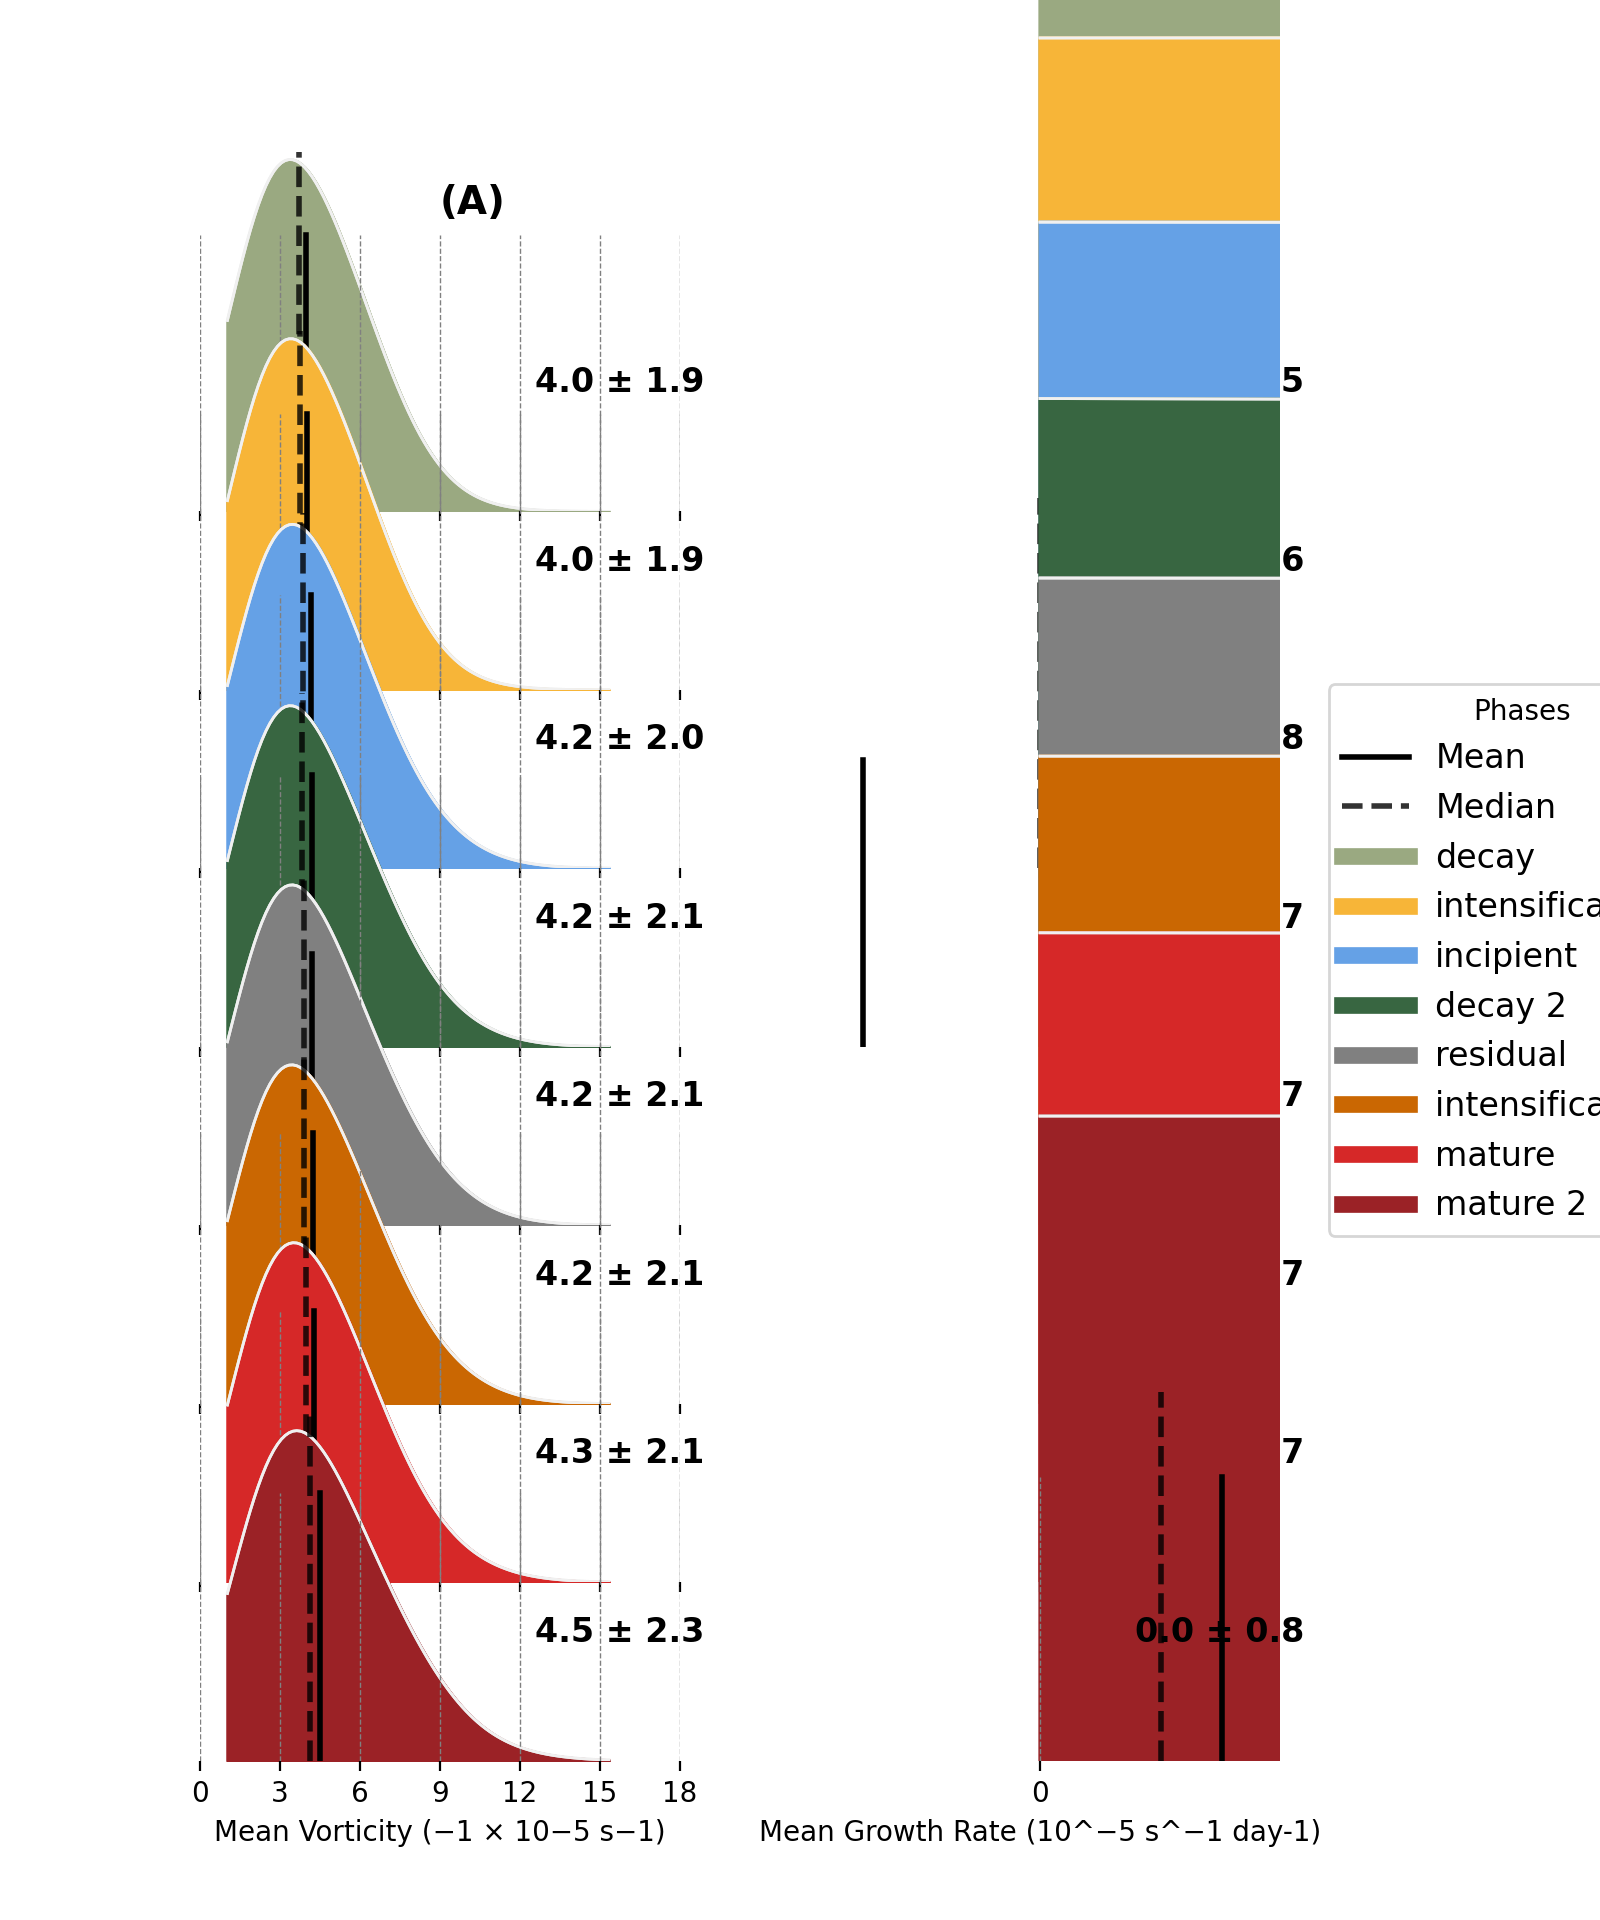 (A)
4.0 ± 1.9
5
4.0 ± 1.9
6
4.2 ± 2.0
8
4.2 ± 2.1
7
4.2 ± 2.1
7
4.2 ± 2.1
7
4.3 ± 2.1
7
4.5 ± 2.3
0.0 ± 0.8
0 3 6 9 12 15 18
Mean Vorticity (−1 × 10−5 s−1)
0
Mean Growth Rate (10^−5 s^−1 day-1)
Phases
Mean
Median
decay
intensifica
incipient
decay 2
residual
intensifica
mature
mature 2